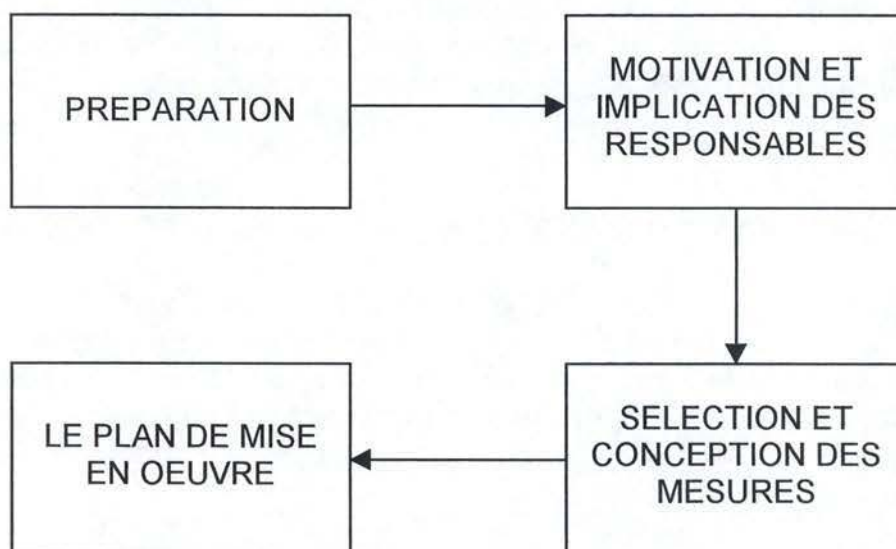 PREPARATION
MOTIVATION ET
IMPLICATION DES
RESPONSABLES
SELECTION ET
CONCEPTION DES
MESURES
LE PLAN DE MISE
EN OEUVRE